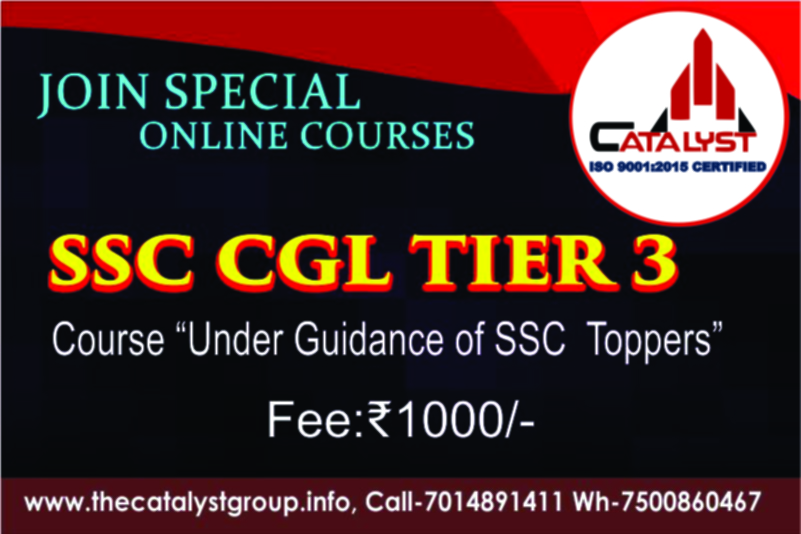 JOIN SPECIAL
ONLINE COURSES
CATALYST
ISO 9001:2015 CERTIFIED
SSC CGL TIER 3
Course “Under Guidance of SSC Toppers”
Fee:₹1000/-
www.thecatalystgroup.info, Call-7014891411 Wh-7500860467